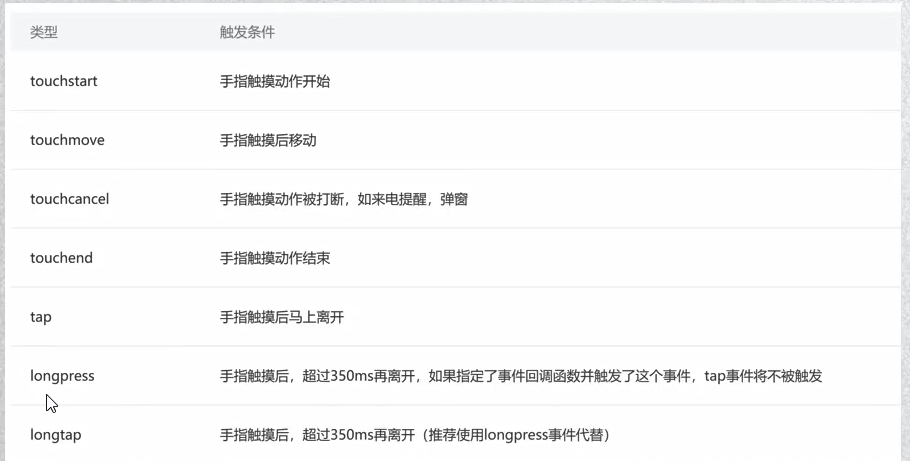 类型 触发条件
touchstart 手指触摸动作开始
touchmove 手指触摸后移动
touchcancel 手指触摸动作被打断，如来电提醒，弹窗
touchend 手指触摸动作结束
tap 手指触摸后马上离开
longpress 手指触摸后，超过350ms再离开，如果指定了事件回调函数并触发了这个事件，tap事件将不被触发
longtap 手指触摸后，超过350ms再离开（推荐使用longpress事件代替）